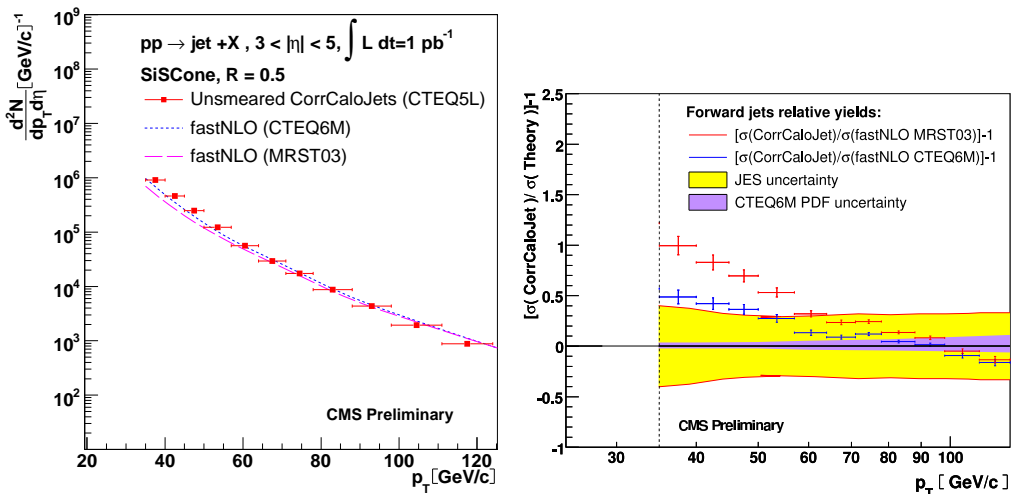 pp → jet +X , 3 < |η| < 5, ∫ L dt=1 pb⁻¹
SiSCone, R = 0.5
Unsmeared CorrCaloJets (CTEQ5L)
fastNLO (CTEQ6M)
fastNLO (MRST03)
d²N/dp_T dη [GeV/c]⁻¹
10⁹
10⁸
10⁷
10⁶
10⁵
10⁴
10³
10²
10
CMS Preliminary
20 40 60 80 100 120
p_T [GeV/c]
[σ( CorrCaloJet )/ σ( Theory )]-1
2.5
2
1.5
1
0.5
0
-0.5
-1
Forward jets relative yields:
[σ(CorrCaloJet)/σ(fastNLO MRST03)]-1
[σ(CorrCaloJet)/σ(fastNLO CTEQ6M)]-1
JES uncertainty
CTEQ6M PDF uncertainty
CMS Preliminary
30 40 50 60 70 80 90 100
p_T [ GeV/c]